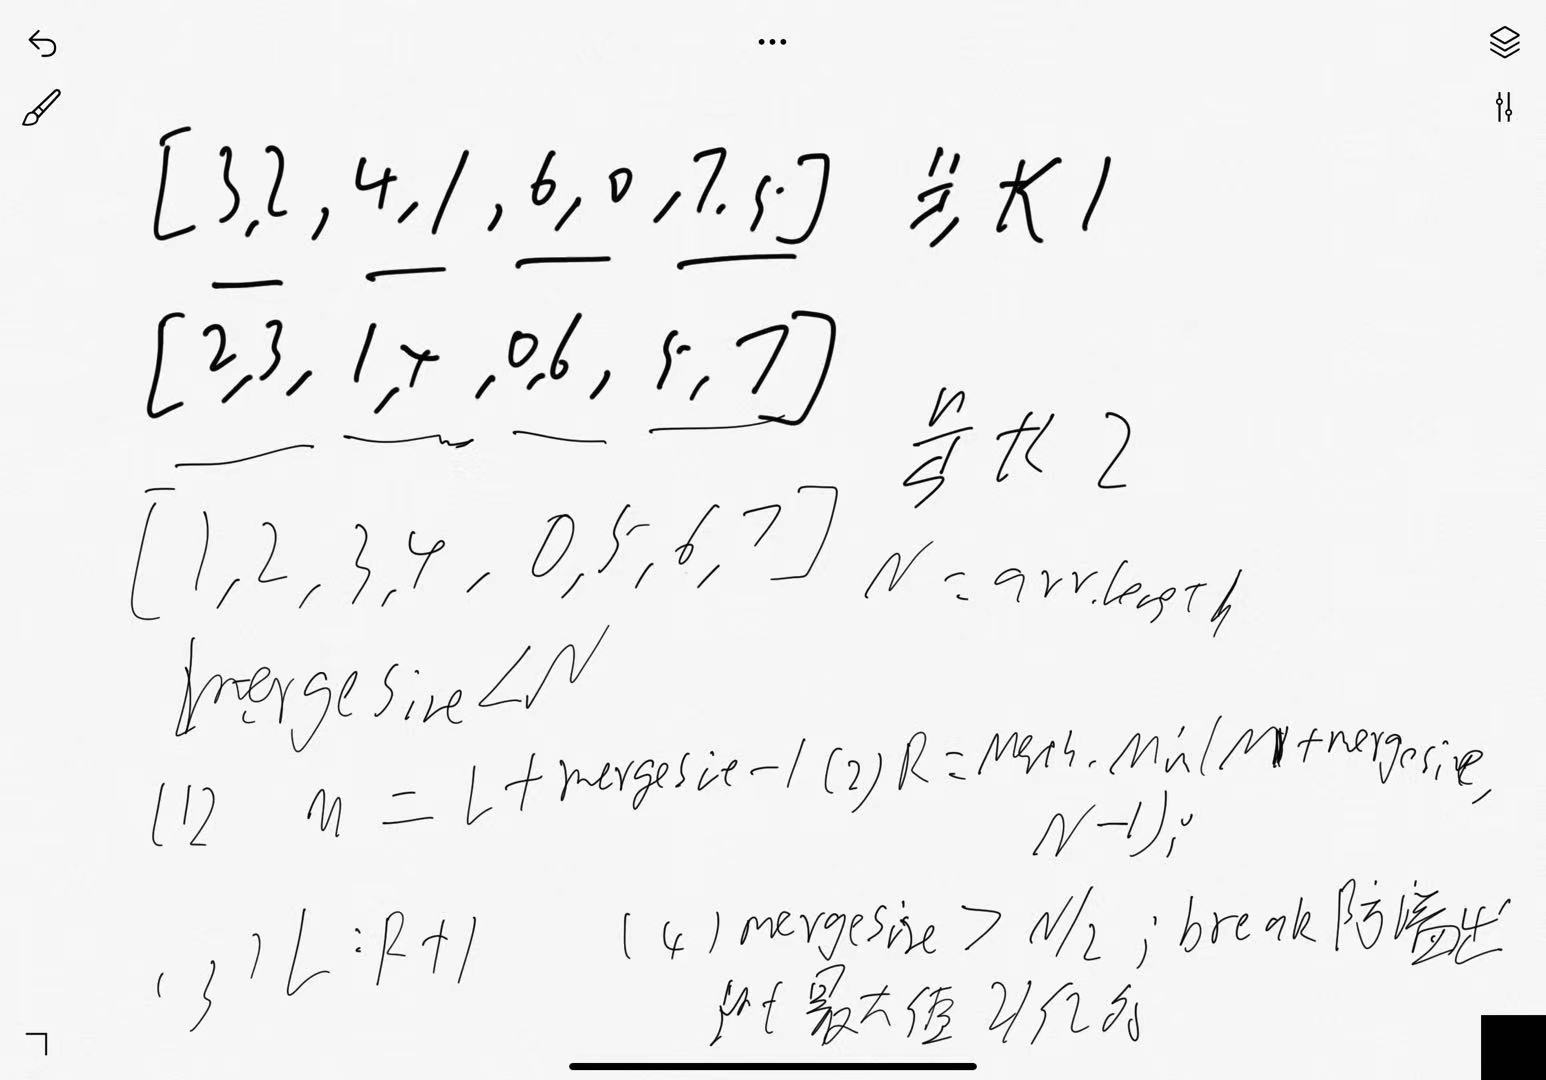 [3,2,4,1,6,0,7.5] 步长1
[2,3,1,4,0,6,5,7]
步长2
[1,2,3,4,0,5,6,7]
N = arr.length
mergesize<N
(1) M = L+mergesize-1 (2) R = Math.Min(M+mergesize,
N-1);
(3) L:R+1 (4) mergesize > N/2; break 防溢出
int 最大值 21亿多